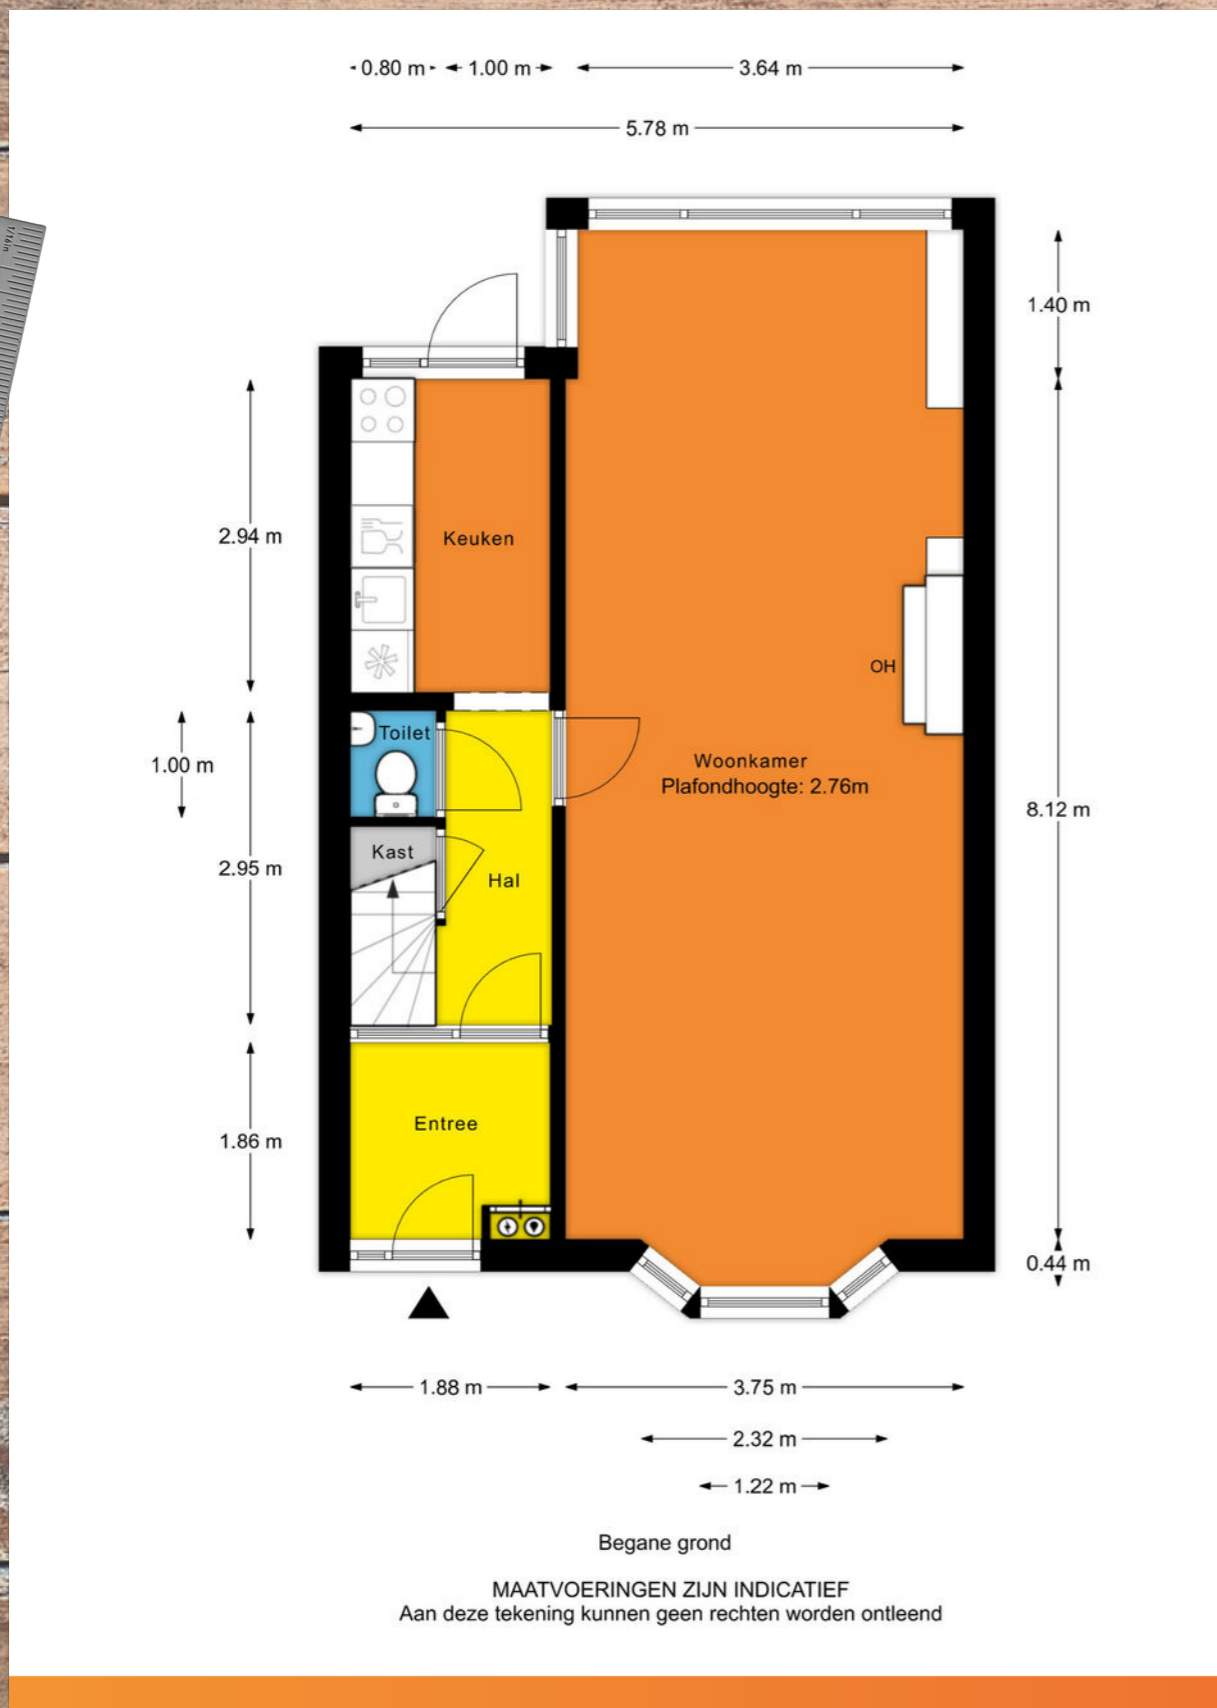 0.80 m
1.00 m
3.64 m
5.78 m
1/16in
1.40 m
2.94 m
Keuken
OH
Toilet
1.00 m
Woonkamer
Plafondhoogte: 2.76m
8.12 m
Kast
2.95 m
Hal
Entree
1.86 m
0.44 m
1.88 m
3.75 m
2.32 m
1.22 m
Begane grond
MAATVOERINGEN ZIJN INDICATIEF
Aan deze tekening kunnen geen rechten worden ontleend